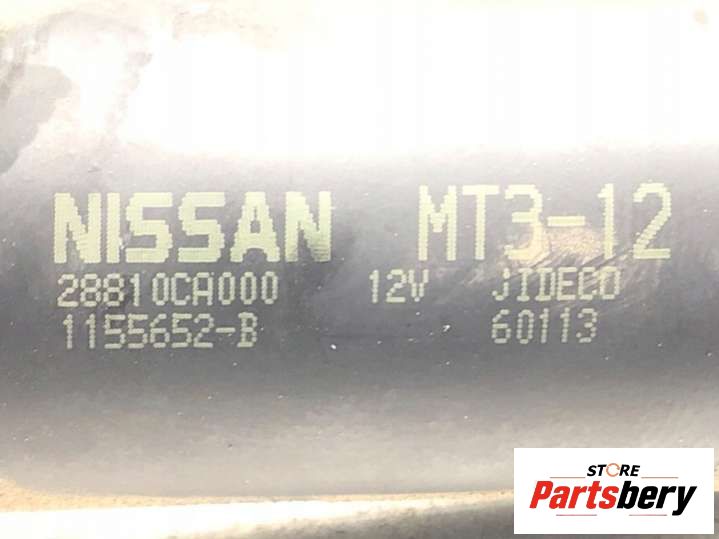 NISSAN MT3-12
28810CA000 12V JIDECO
1155652-B 60113
STORE
Partsbery